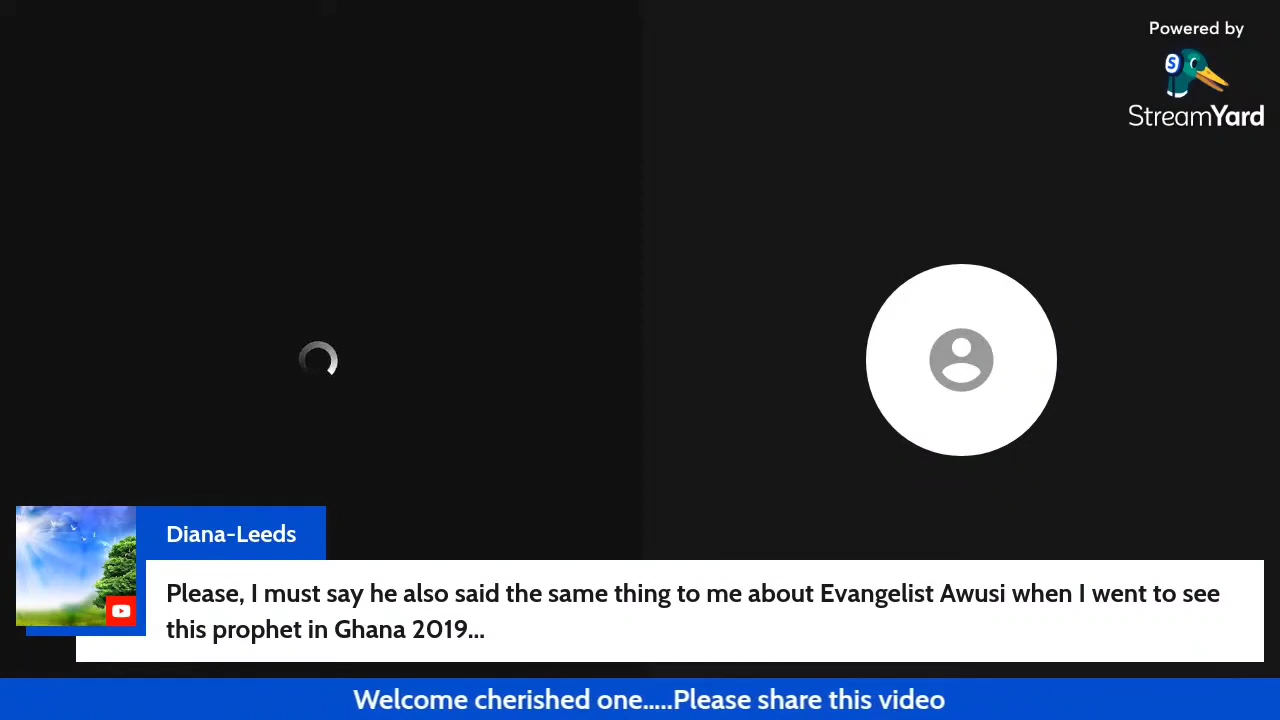 Powered by
S
StreamYard
Diana-Leeds
Please, I must say he also said the same thing to me about Evangelist Awusi when I went to see
this prophet in Ghana 2019...
Welcome cherished one.....Please share this video